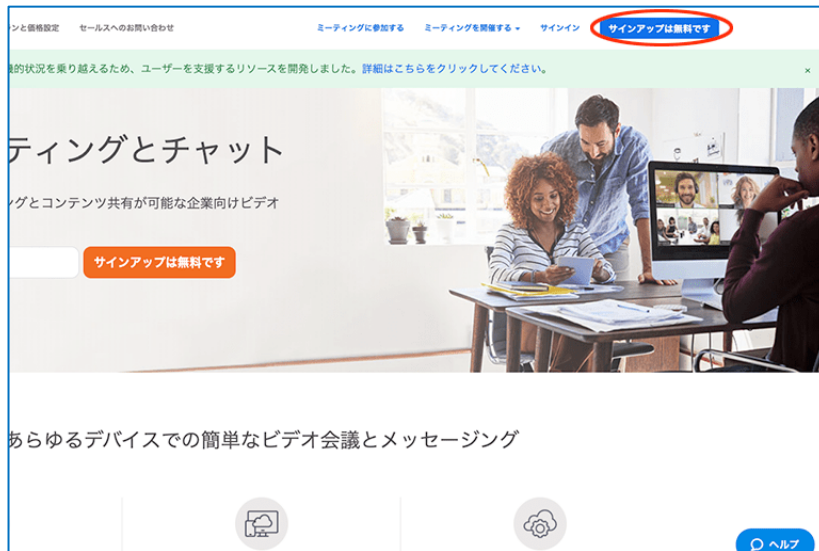 ンと価格設定 セールスへのお問い合わせ ミーティングに参加する ミーティングを開催する サインイン サインアップは無料です
的状況を乗り越えるため、ユーザーを支援するリソースを開発しました。詳細はこちらをクリックしてください。 ×
ティングとチャット
ングとコンテンツ共有が可能な企業向けビデオ
サインアップは無料です
あらゆるデバイスでの簡単なビデオ会議とメッセージング
ヘルプ